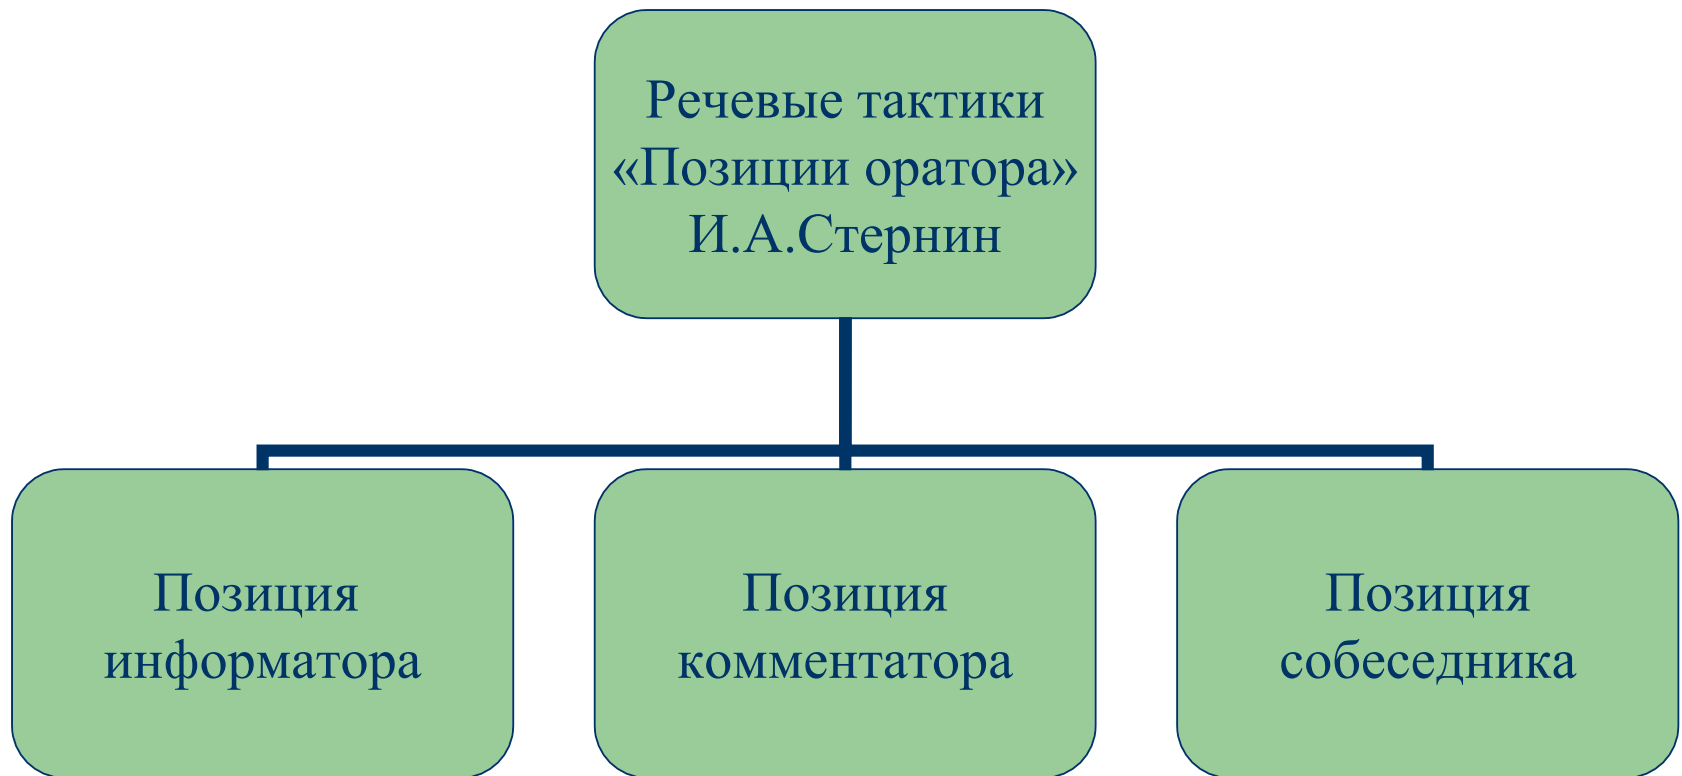 Речевые тактики
«Позиции оратора»
И.А.Стернин
Позиция
информатора
Позиция
комментатора
Позиция
собеседника